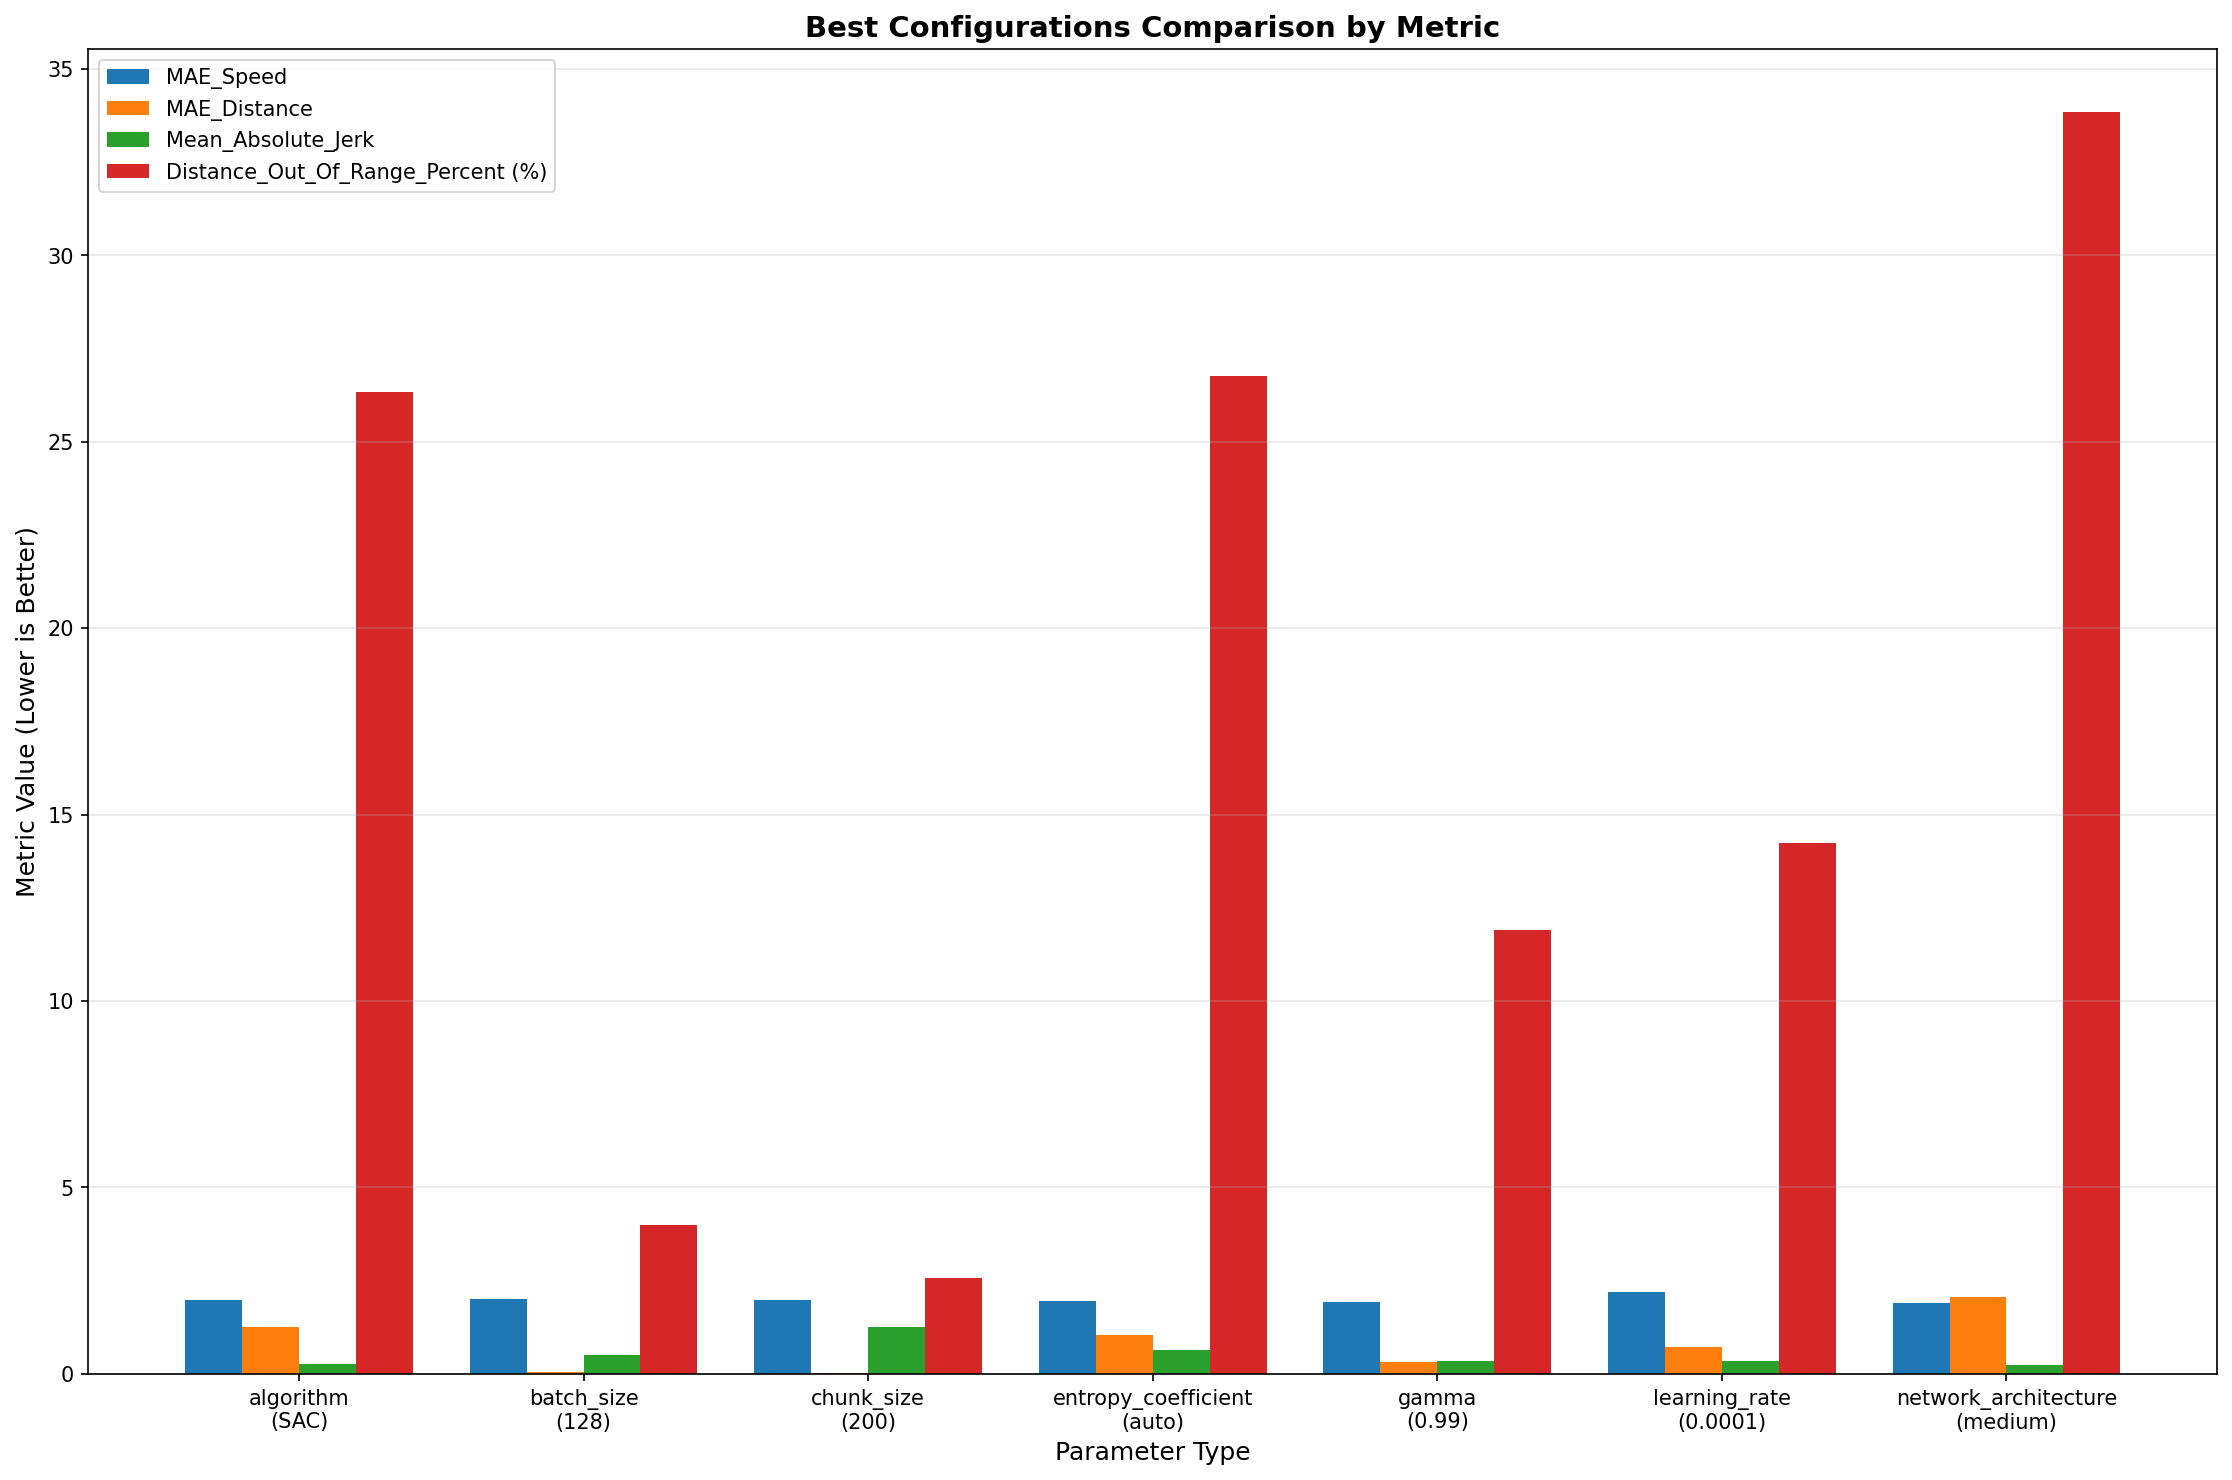 Best Configurations Comparison by Metric
MAE_Speed
MAE_Distance
Mean_Absolute_Jerk
Distance_Out_Of_Range_Percent (%)
Metric Value (Lower is Better)
35
30
25
20
15
10
5
0
algorithm
(SAC)
batch_size
(128)
chunk_size
(200)
entropy_coefficient
(auto)
gamma
(0.99)
learning_rate
(0.0001)
network_architecture
(medium)
Parameter Type